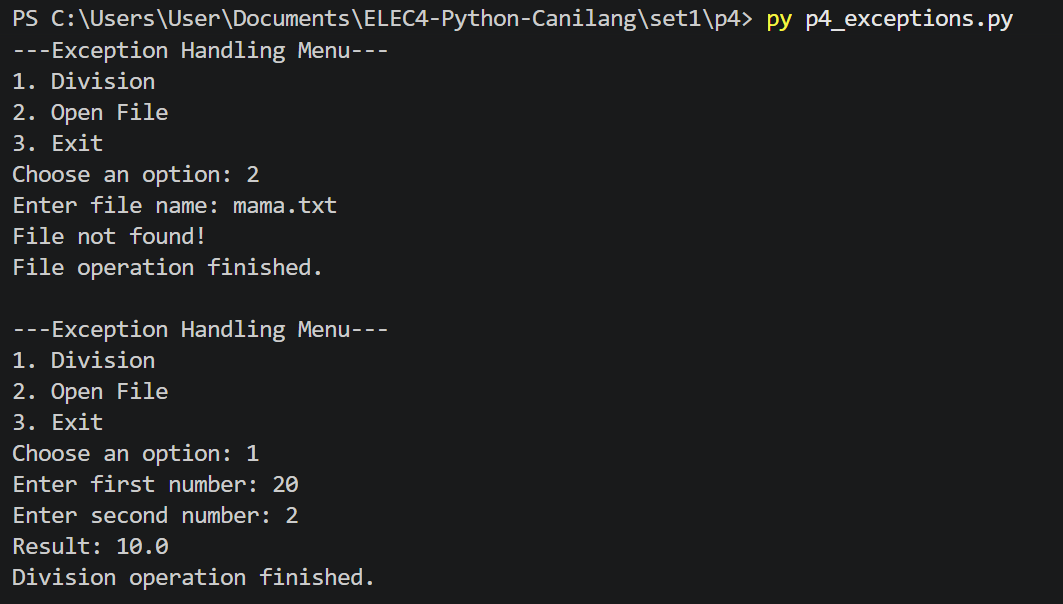 PS C:\Users\User\Documents\ELEC4-Python-Canilang\set1\p4> py p4_exceptions.py
---Exception Handling Menu---
1. Division
2. Open File
3. Exit
Choose an option: 2
Enter file name: mama.txt
File not found!
File operation finished.

---Exception Handling Menu---
1. Division
2. Open File
3. Exit
Choose an option: 1
Enter first number: 20
Enter second number: 2
Result: 10.0
Division operation finished.